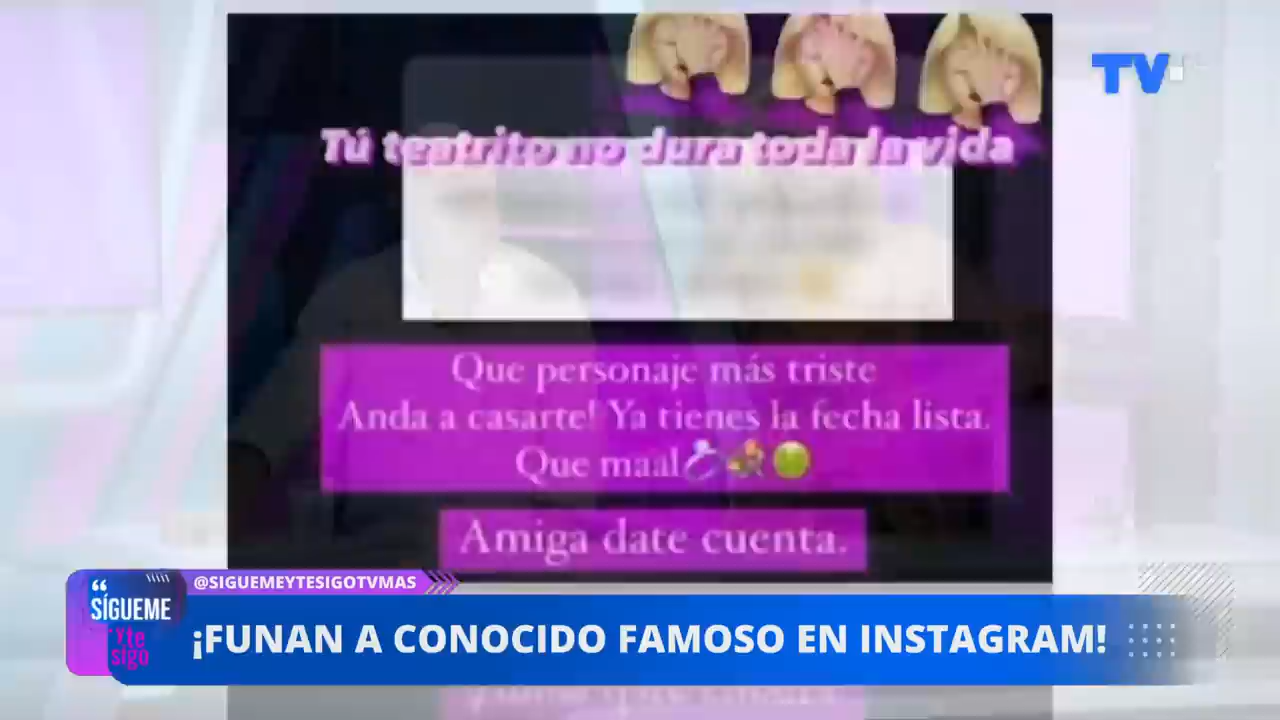 TV+
Tú teatrito no dura toda la vida
Que personaje más triste
Anda a casarte! Ya tienes la fecha lista.
Que maal💍💐🤢
Amiga date cuenta.
@SIGUEMEYTESIGOTVMAS
“SÍGUEME
y te
sigo
¡FUNAN A CONOCIDO FAMOSO EN INSTAGRAM!